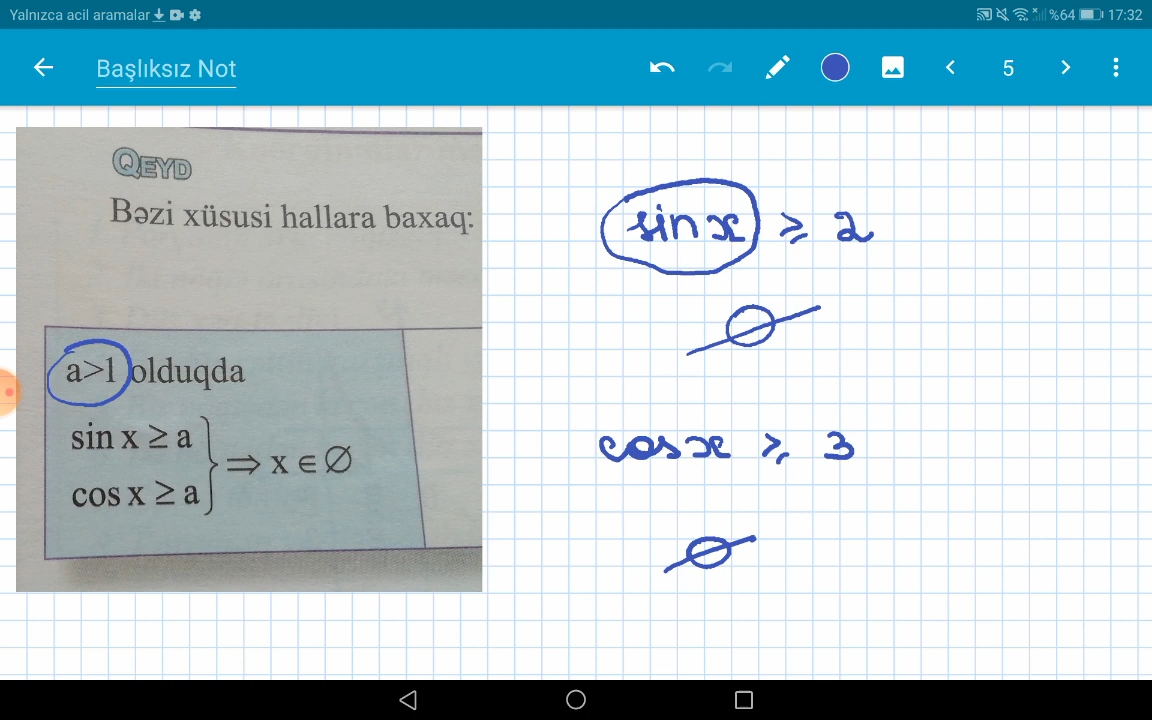 Yalnızca acil aramalar
%64 17:32
Başlıksız Not
5
QEYD
Bəzi xüsusi hallara baxaq:
a>1 olduqda
sin x ≥ a
cos x ≥ a
⇒ x ∈ ∅
sin x ⩾ 2
∅
cos x ⩾ 3
∅